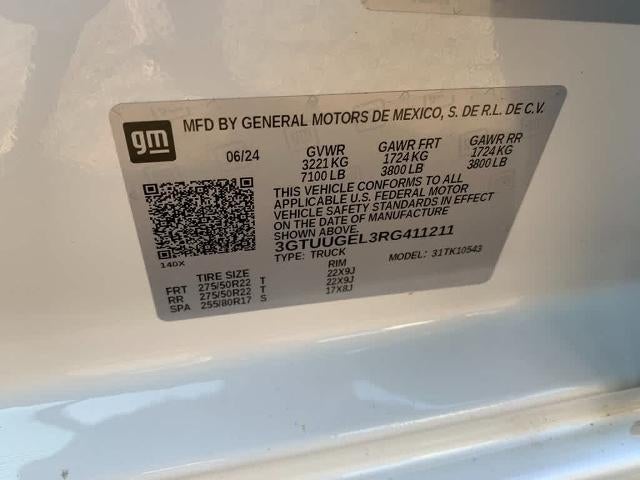 gm
MFD BY GENERAL MOTORS DE MEXICO, S. DE R.L. DE C.V.
06/24 GVWR GAWR FRT GAWR RR
3221 KG 1724 KG 1724 KG
7100 LB 3800 LB 3800 LB
THIS VEHICLE CONFORMS TO ALL
APPLICABLE U.S. FEDERAL MOTOR
VEHICLE SAFETY STANDARDS IN EFFECT
ON THE DATE OF MANUFACTURE
SHOWN ABOVE.
3GTUUGEL3RG411211
TYPE: TRUCK MODEL: 31TK10543
140X
TIRE SIZE RIM
FRT 275/50R22 T 22X9J
RR 275/50R22 T 22X9J
SPA 255/80R17 S 17X8J